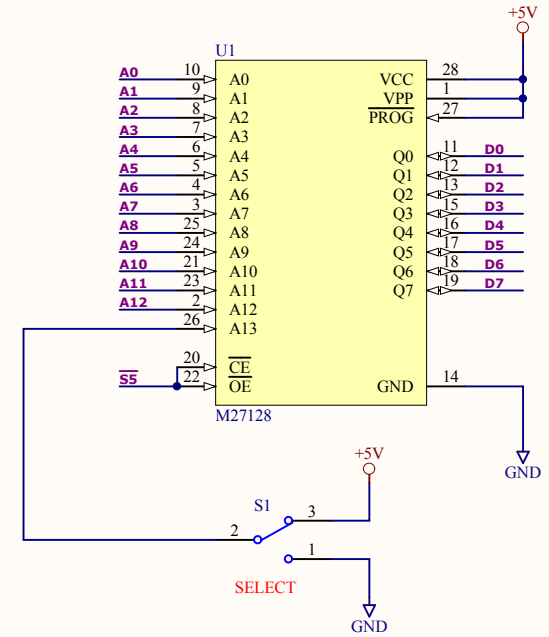 +5V
U1
A0 10 A0 VCC 28
A1 9 A1 VPP 1
A2 8 A2 PROG 27
A3 7 A3
A4 6 A4 Q0 11 D0
A5 5 A5 Q1 12 D1
A6 4 A6 Q2 13 D2
A7 3 A7 Q3 15 D3
A8 25 A8 Q4 16 D4
A9 24 A9 Q5 17 D5
A10 21 A10 Q6 18 D6
A11 23 A11 Q7 19 D7
A12 2 A12
26 A13
20 CE
S5 22 OE GND 14
M27128
+5V
GND
S1
3
2
1
SELECT
GND